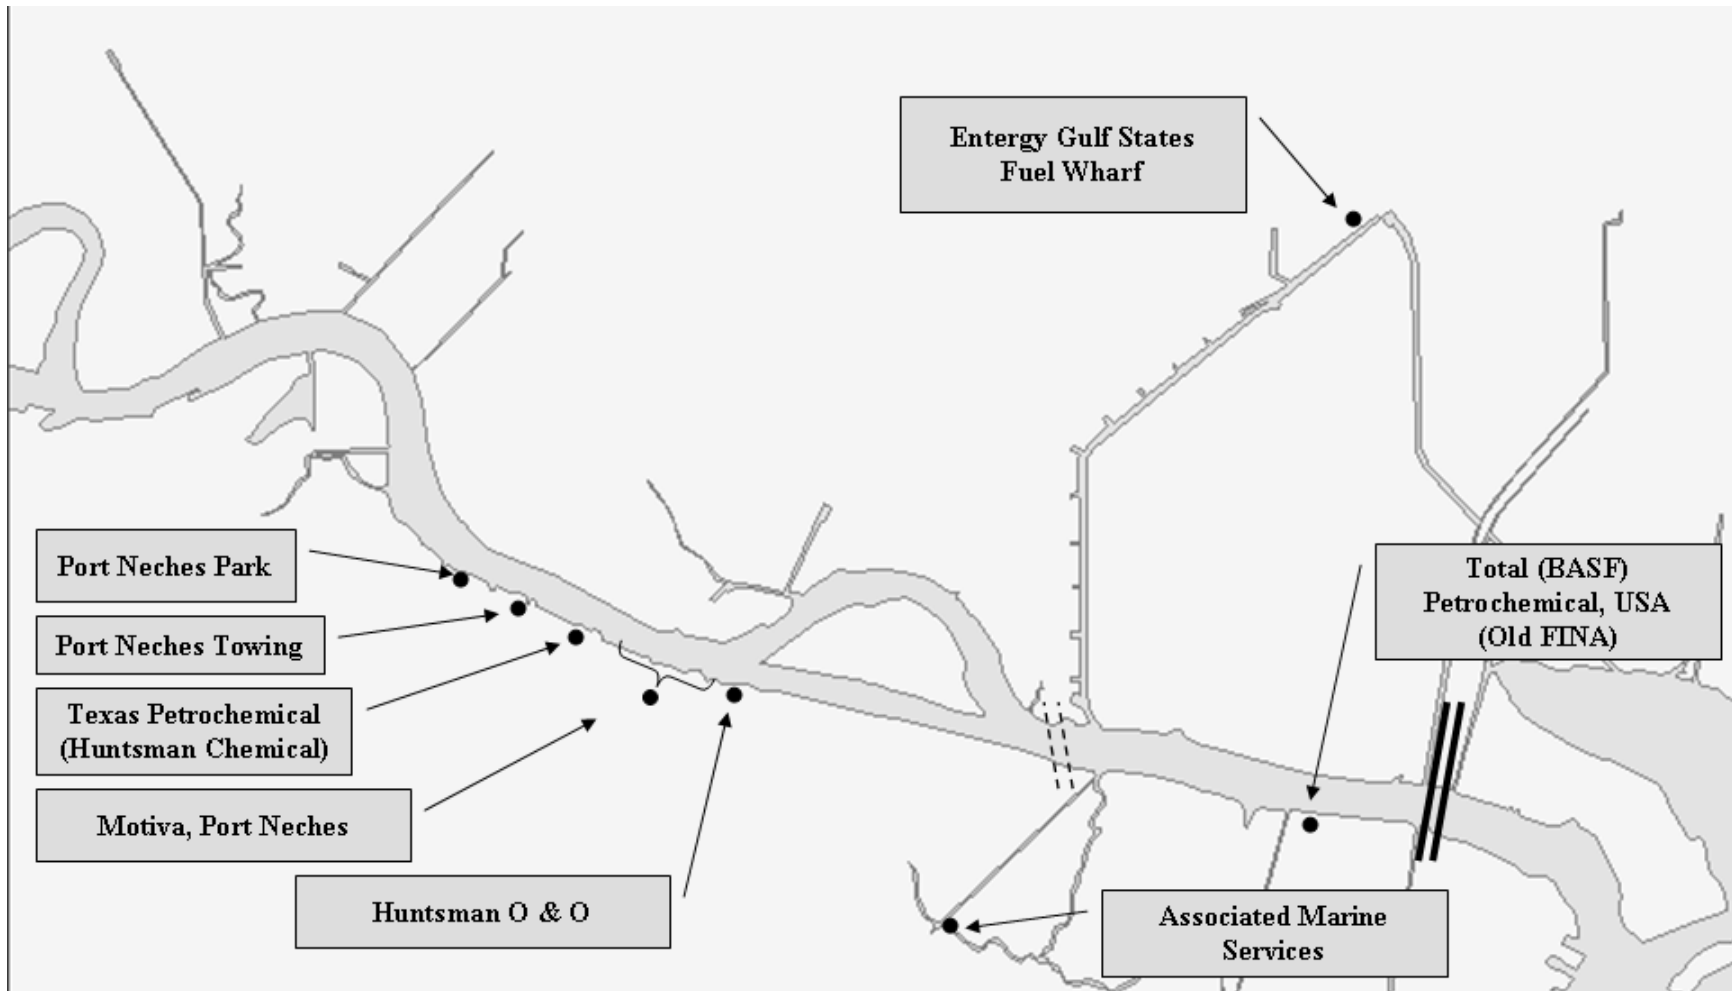 Entergy Gulf States
Fuel Wharf
Port Neches Park
Total (BASF)
Petrochemical, USA
(Old FINA)
Port Neches Towing
Texas Petrochemical
(Huntsman Chemical)
Motiva, Port Neches
Huntsman O & O
Associated Marine
Services